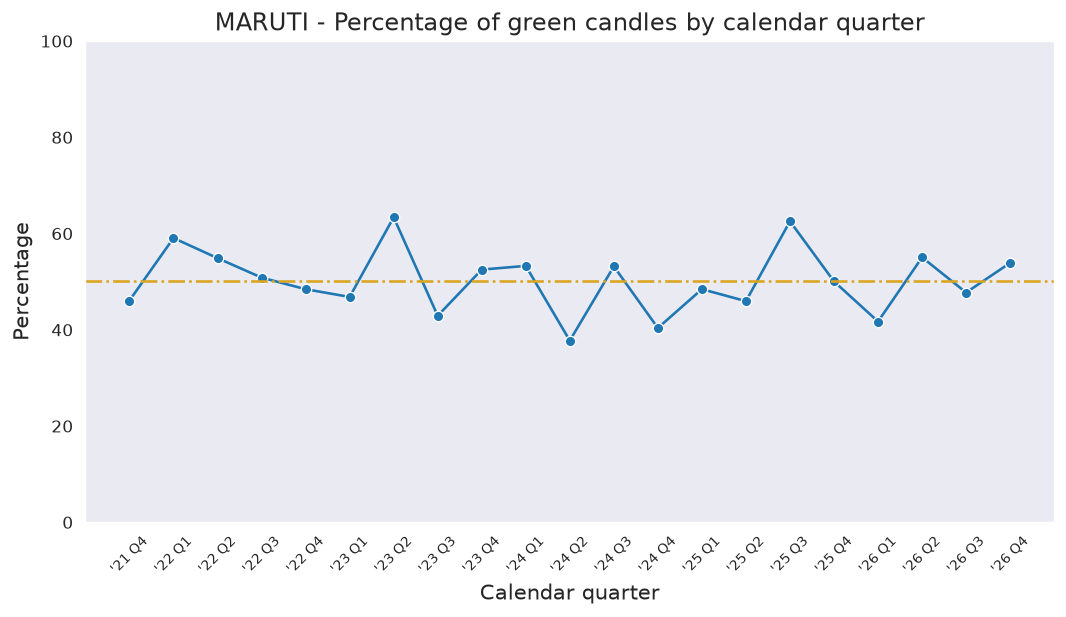 MARUTI - Percentage of green candles by calendar quarter
100
80
60
40
20
0
Percentage
'21 Q4
'22 Q1
'22 Q2
'22 Q3
'22 Q4
'23 Q1
'23 Q2
'23 Q3
'23 Q4
'24 Q1
'24 Q2
'24 Q3
'24 Q4
'25 Q1
'25 Q2
'25 Q3
'25 Q4
'26 Q1
'26 Q2
'26 Q3
'26 Q4
Calendar quarter